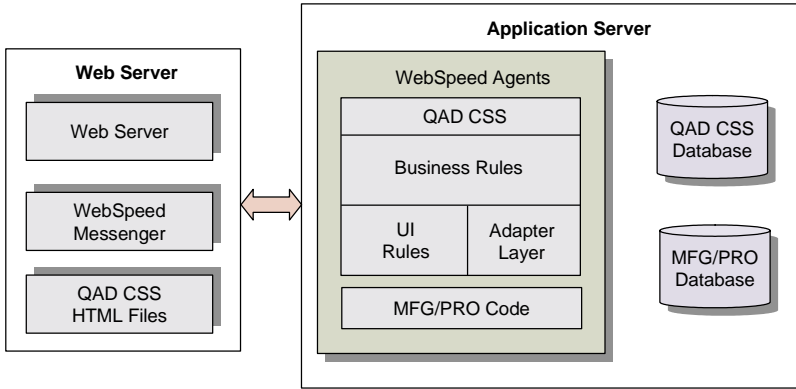 Web Server
Web Server
WebSpeed
Messenger
QAD CSS
HTML Files
Application Server
WebSpeed Agents
QAD CSS
Business Rules
UI
Rules
Adapter
Layer
MFG/PRO Code
QAD CSS
Database
MFG/PRO
Database